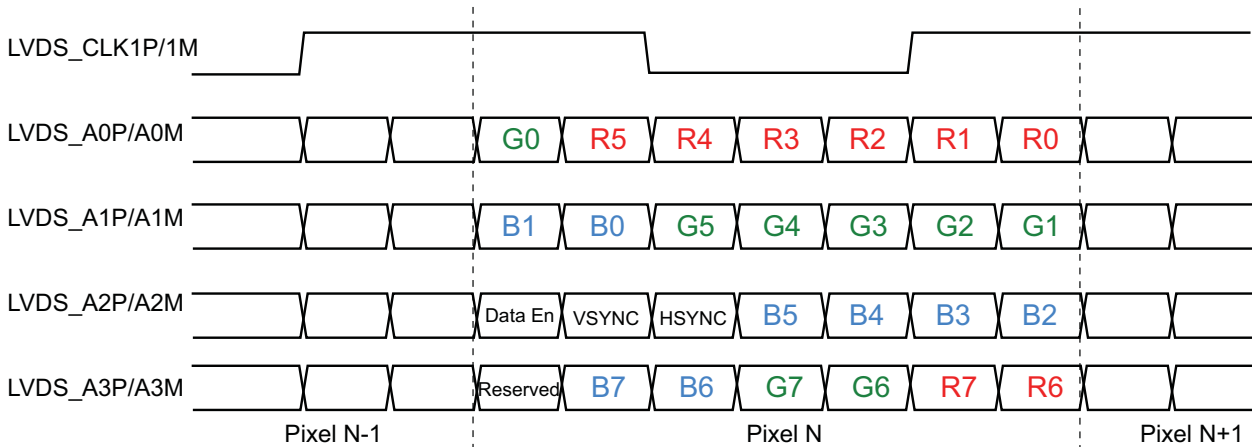 LVDS_CLK1P/1M
LVDS_A0P/A0M G0 R5 R4 R3 R2 R1 R0
LVDS_A1P/A1M B1 B0 G5 G4 G3 G2 G1
LVDS_A2P/A2M Data En VSYNC HSYNC B5 B4 B3 B2
LVDS_A3P/A3M Reserved B7 B6 G7 G6 R7 R6
Pixel N-1 Pixel N Pixel N+1